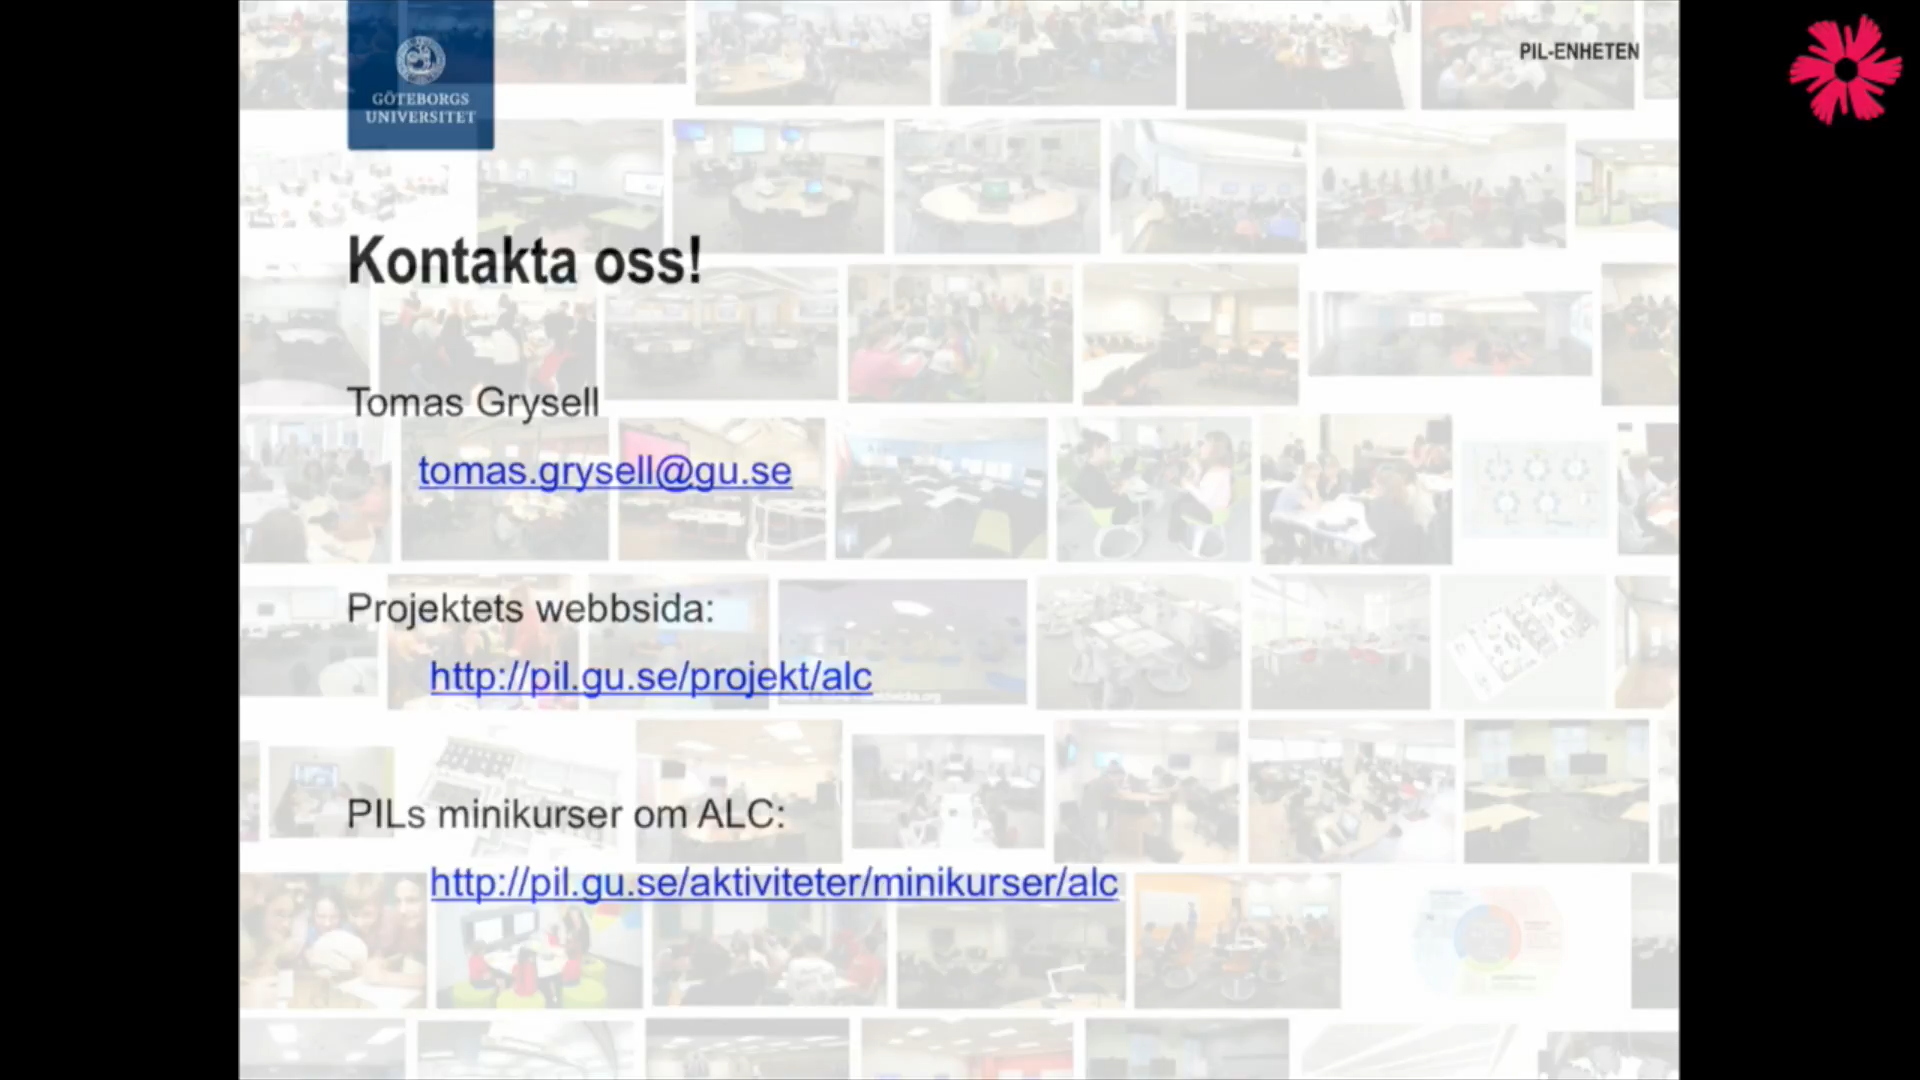 GÖTEBORGS
UNIVERSITET
PIL-ENHETEN
Kontakta oss!
Tomas Grysell
tomas.grysell@gu.se
Projektets webbsida:
http://pil.gu.se/projekt/alc
PILs minikurser om ALC:
http://pil.gu.se/aktiviteter/minikurser/alc